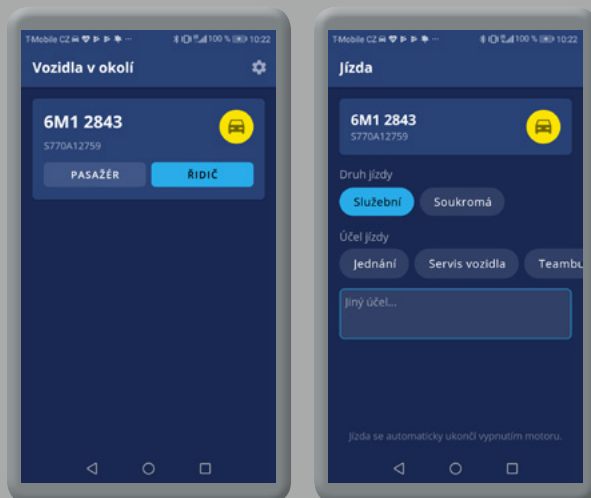 T-Mobile CZ
100 %
10:22
Vozidla v okolí
6M1 2843
S770A12759
PASAŽÉR
ŘIDIČ
T-Mobile CZ
100 %
10:22
Jízda
6M1 2843
S770A12759
Druh jízdy
Služební
Soukromá
Účel jízdy
Jednání
Servis vozidla
Teambu
Jiný účel...
Jízda se automaticky ukončí vypnutím motoru.